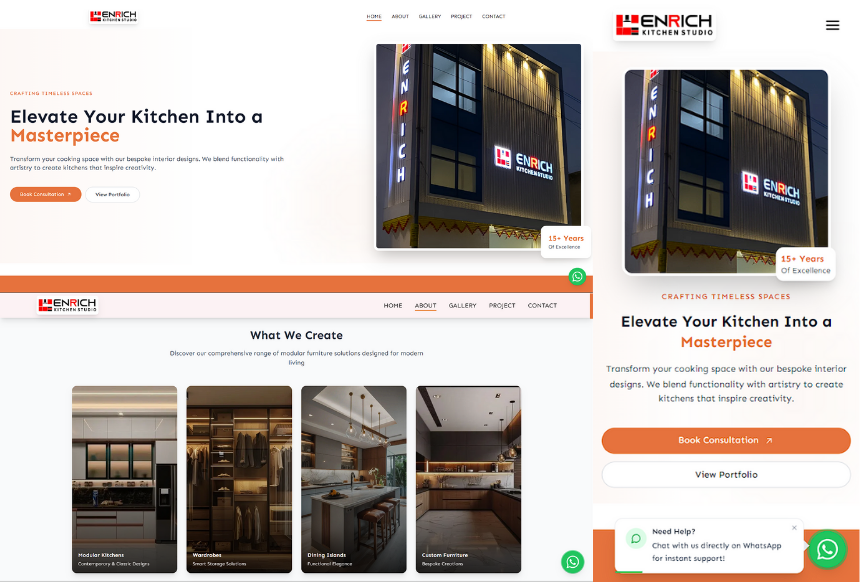 ENRICH
KITCHEN STUDIO
HOME ABOUT GALLERY PROJECT CONTACT
CRAFTING TIMELESS SPACES
Elevate Your Kitchen Into a
Masterpiece
Transform your cooking space with our bespoke interior designs. We blend functionality with
artistry to create kitchens that inspire creativity.
Book Consultation
View Portfolio
ENRICH
ENRICH
KITCHEN STUDIO
15+ Years
Of Excellence
ENRICH
KITCHEN STUDIO
HOME ABOUT GALLERY PROJECT CONTACT
What We Create
Discover our comprehensive range of modular furniture solutions designed for modern
living
Modular Kitchens
Contemporary & Classic Designs
Wardrobes
Smart Storage Solutions
Dining Islands
Functional Elegance
Custom Furniture
Bespoke Creations
ENRICH
KITCHEN STUDIO
ENRICH
ENRICH
KITCHEN STUDIO
15+ Years
Of Excellence
CRAFTING TIMELESS SPACES
Elevate Your Kitchen Into a
Masterpiece
Transform your cooking space with our bespoke interior
designs. We blend functionality with artistry to create
kitchens that inspire creativity.
Book Consultation
View Portfolio
Need Help?
Chat with us directly on WhatsApp
for instant support!